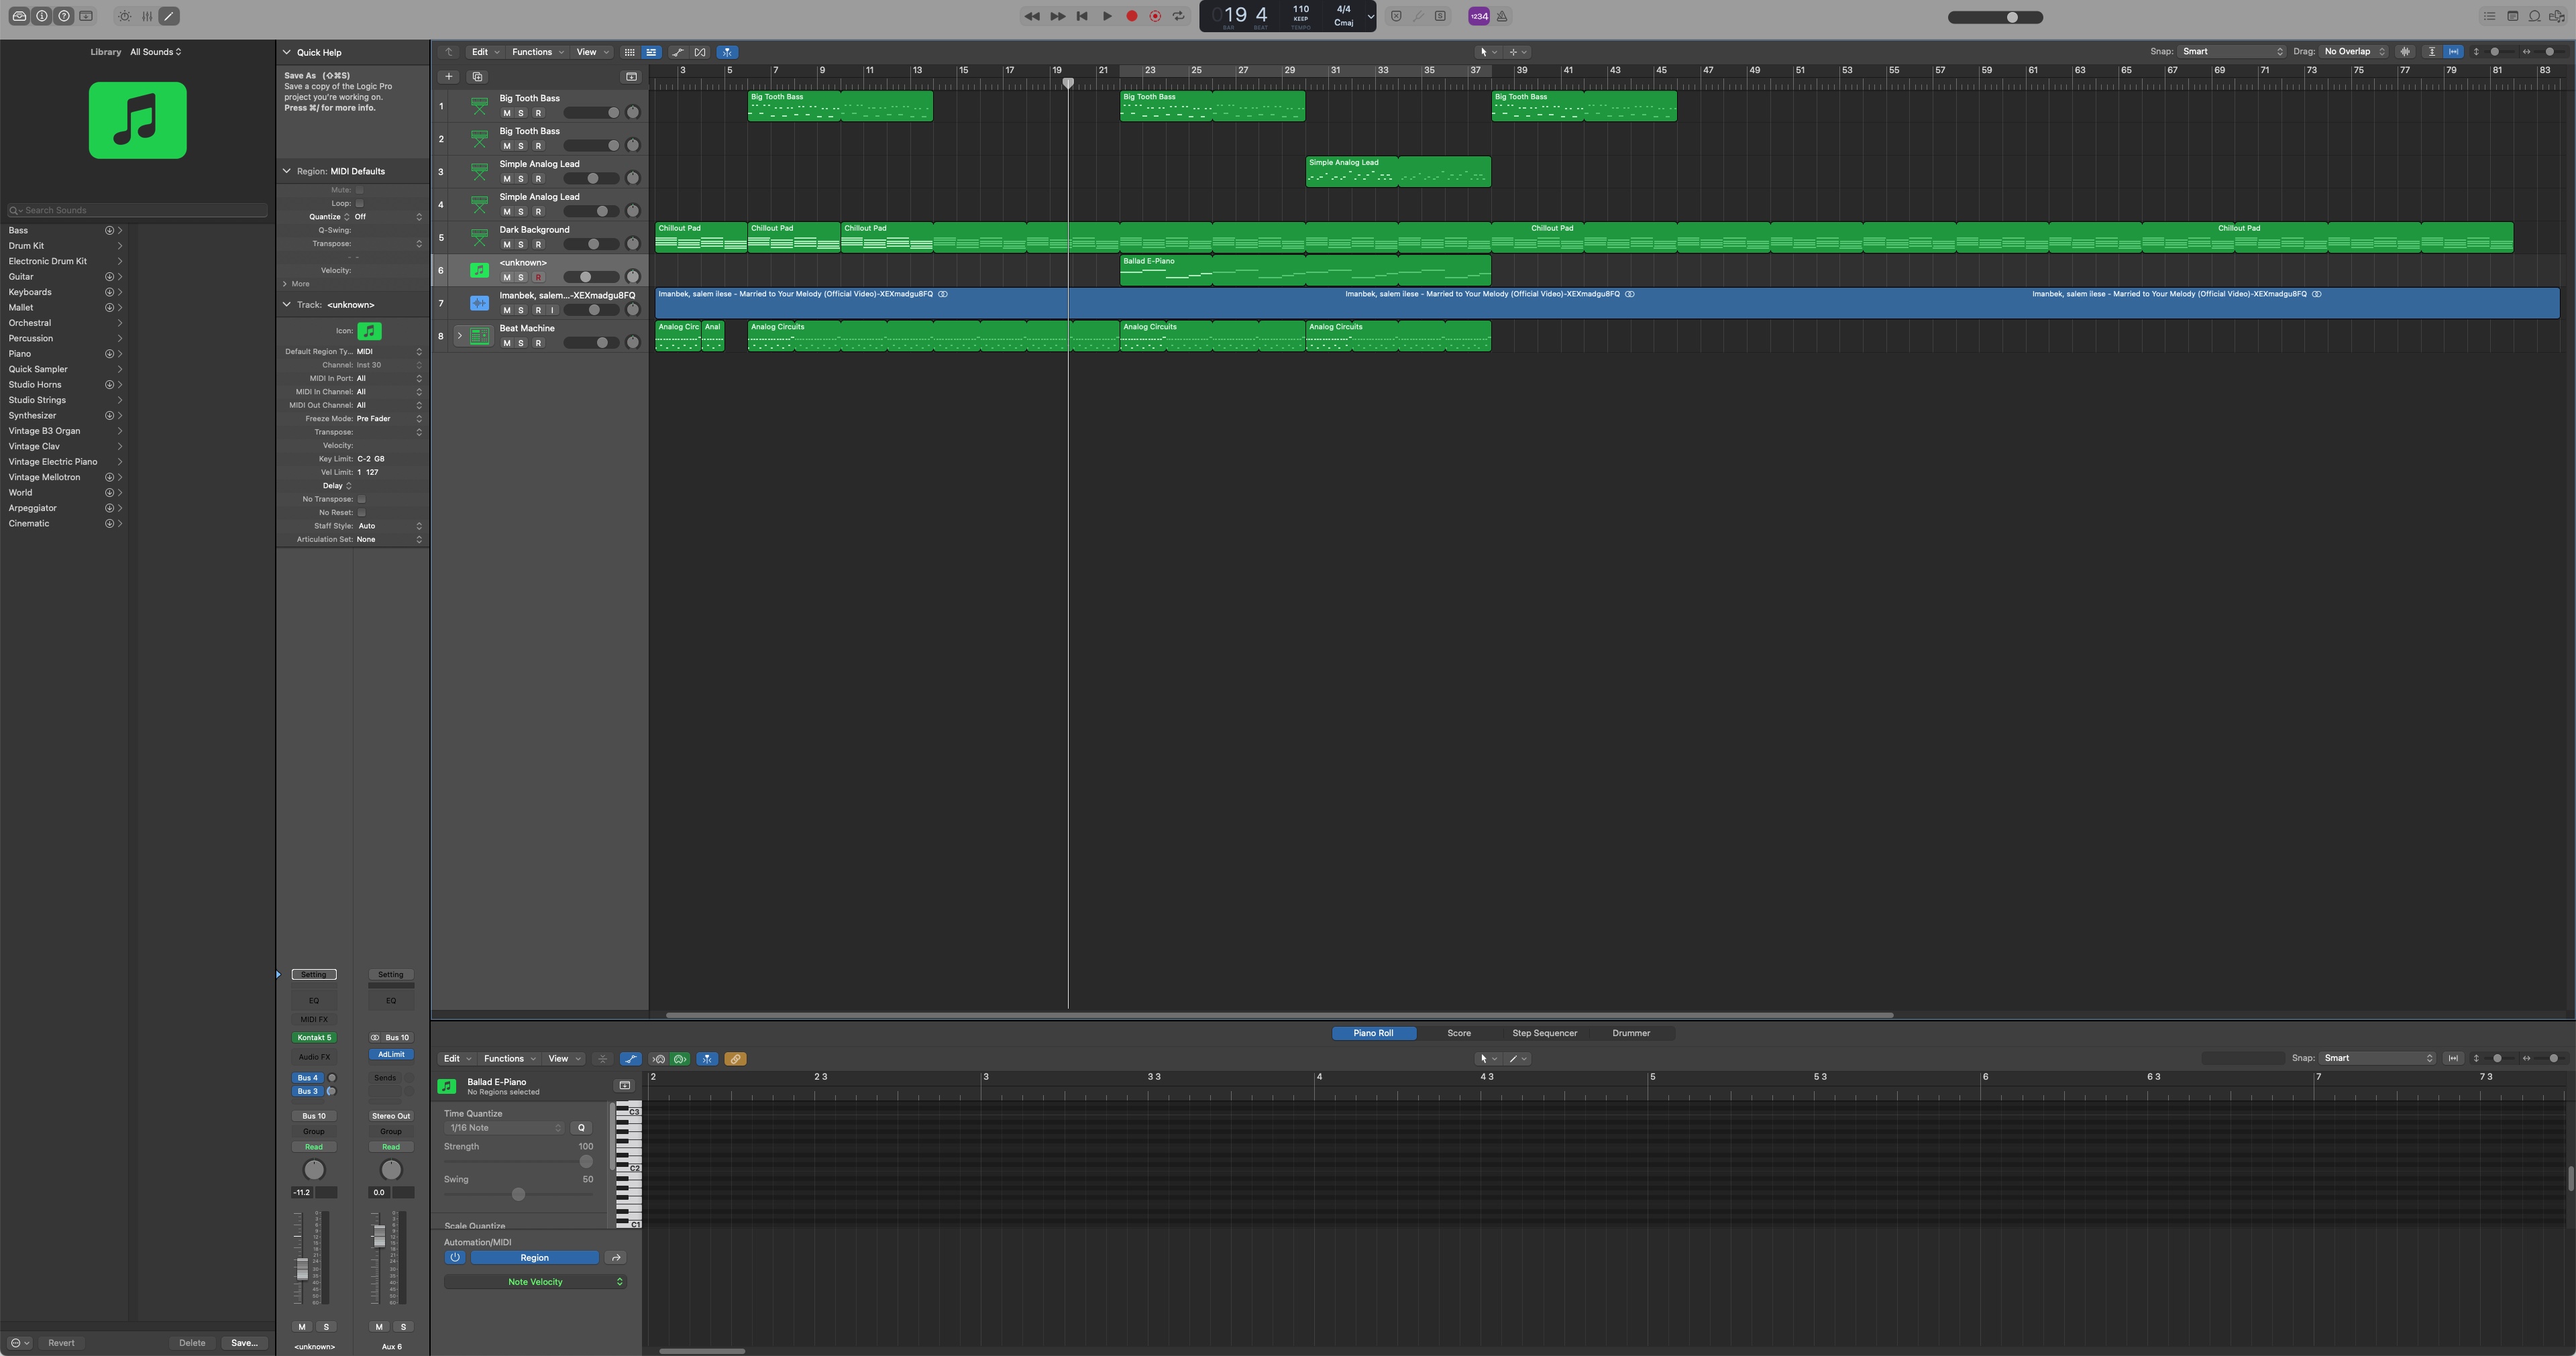 019 4
BAR BEAT
110
KEEP
TEMPO
4/4
Cmaj
1234
Library All Sounds
Search Sounds
Bass
Drum Kit
Electronic Drum Kit
Guitar
Keyboards
Mallet
Orchestral
Percussion
Piano
Quick Sampler
Studio Horns
Studio Strings
Synthesizer
Vintage B3 Organ
Vintage Clav
Vintage Electric Piano
Vintage Mellotron
World
Arpeggiator
Cinematic
Revert Delete Save...
Quick Help
Save As (⇧⌘S)
Save a copy of the Logic Pro
project you're working on.
Press ⌘/ for more info.
Region: MIDI Defaults
Mute:
Loop:
Quantize Off
Q-Swing:
Transpose:
Velocity:
More
Track: <unknown>
Icon:
Default Region Ty... MIDI
Channel: Inst 30
MIDI In Port: All
MIDI In Channel: All
MIDI Out Channel: All
Freeze Mode: Pre Fader
Transpose:
Velocity:
Key Limit: C-2 G8
Vel Limit: 1 127
Delay
No Transpose:
No Reset:
Staff Style: Auto
Articulation Set: None
Setting Setting
EQ EQ
MIDI FX
Kontakt 5 Bus 10
Audio FX AdLimit
Bus 4 Sends
Bus 3
Bus 10 Stereo Out
Group Group
Read Read
-11.2 0.0
M S M S
<unknown> Aux 6
Edit Functions View Snap: Smart Drag: No Overlap
3 5 7 9 11 13 15 17 19 21 23 25 27 29 31 33 35 37 39 41 43 45 47 49 51 53 55 57 59 61 63 65 67 69 71 73 75 77 79 81 83
1 Big Tooth Bass
M S R
Big Tooth Bass Big Tooth Bass Big Tooth Bass
2 Big Tooth Bass
M S R
3 Simple Analog Lead
M S R
Simple Analog Lead
4 Simple Analog Lead
M S R
5 Dark Background
M S R
Chillout Pad Chillout Pad Chillout Pad Chillout Pad Chillout Pad
6 <unknown>
M S R
Ballad E-Piano
7 Imanbek, salem...-XEXmadgu8FQ
M S R I
Imanbek, salem ilese - Married to Your Melody (Official Video)-XEXmadgu8FQ Imanbek, salem ilese - Married to Your Melody (Official Video)-XEXmadgu8FQ Imanbek, salem ilese - Married to Your Melody (Official Video)-XEXmadgu8FQ
8 Beat Machine
M S R
Analog Circ Anal Analog Circuits Analog Circuits Analog Circuits
Piano Roll Score Step Sequencer Drummer
Edit Functions View Snap: Smart
Ballad E-Piano
No Regions selected
2 2 3 3 3 3 4 4 3 5 5 3 6 6 3 7 7 3
Time Quantize
1/16 Note Q
Strength 100
Swing 50
Scale Quantize
C3
C2
C1
Automation/MIDI
Region
Note Velocity